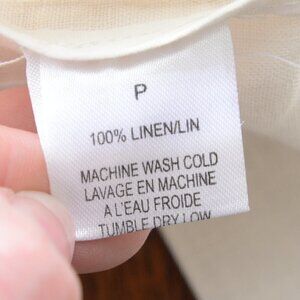 P
100% LINEN/LIN
MACHINE WASH COLD
LAVAGE EN MACHINE
A L'EAU FROIDE
TUMBLE DRY LOW